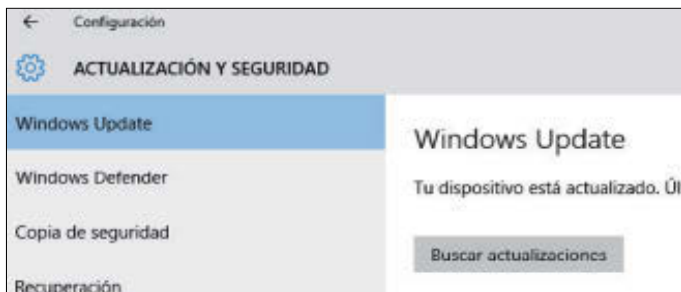 Configuración
ACTUALIZACIÓN Y SEGURIDAD
Windows Update
Windows Defender
Copia de seguridad
Recuperación
Windows Update
Tu dispositivo está actualizado.
Buscar actualizaciones